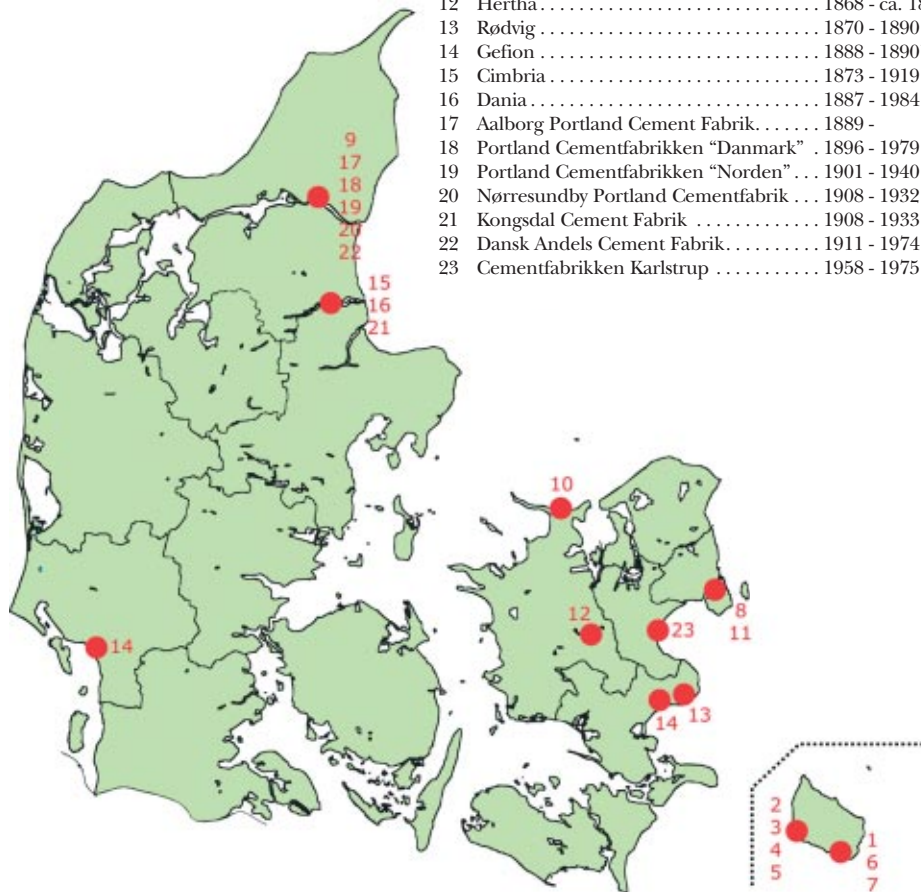 12 Hertha . . . . . . . . . . . . . . . . . . . . . . . . . . . . . 1868 - ca.
13 Rødvig . . . . . . . . . . . . . . . . . . . . . . . . . . . . 1870 - 1890
14 Gefion . . . . . . . . . . . . . . . . . . . . . . . . . . . . 1888 - 1890
15 Cimbria . . . . . . . . . . . . . . . . . . . . . . . . . . . 1873 - 1919
16 Dania . . . . . . . . . . . . . . . . . . . . . . . . . . . . . 1887 - 1984
17 Aalborg Portland Cement Fabrik. . . . . . . 1889 -
18 Portland Cementfabrikken “Danmark” . 1896 - 1979
19 Portland Cementfabrikken “Norden” . . . 1901 - 1940
20 Nørresundby Portland Cementfabrik . . . 1908 - 1932
21 Kongsdal Cement Fabrik . . . . . . . . . . . . . 1908 - 1933
22 Dansk Andels Cement Fabrik. . . . . . . . . . 1911 - 1974
23 Cementfabrikken Karlstrup . . . . . . . . . . . 1958 - 1975
9
17
18
19
20
22
15
16
21
10
8
11
12
23
14
14
13
2
3
4
5
1
6
7